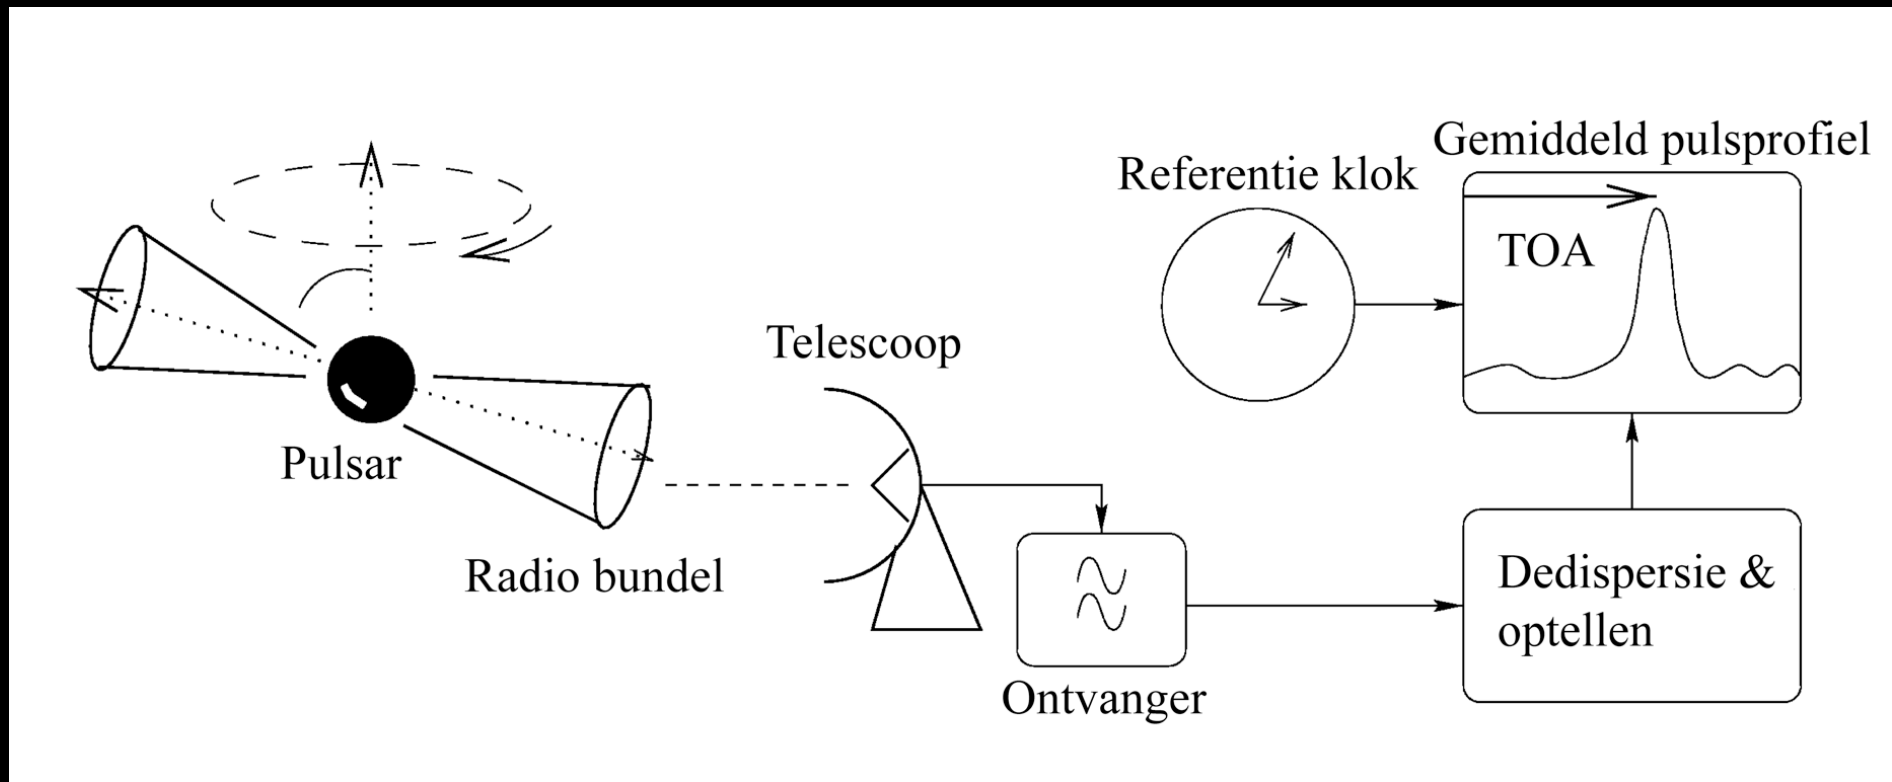 Pulsar
Radio bundel
Telescoop
Ontvanger
Referentie klok
Gemiddeld pulsprofiel
TOA
Dedispersie &
optellen